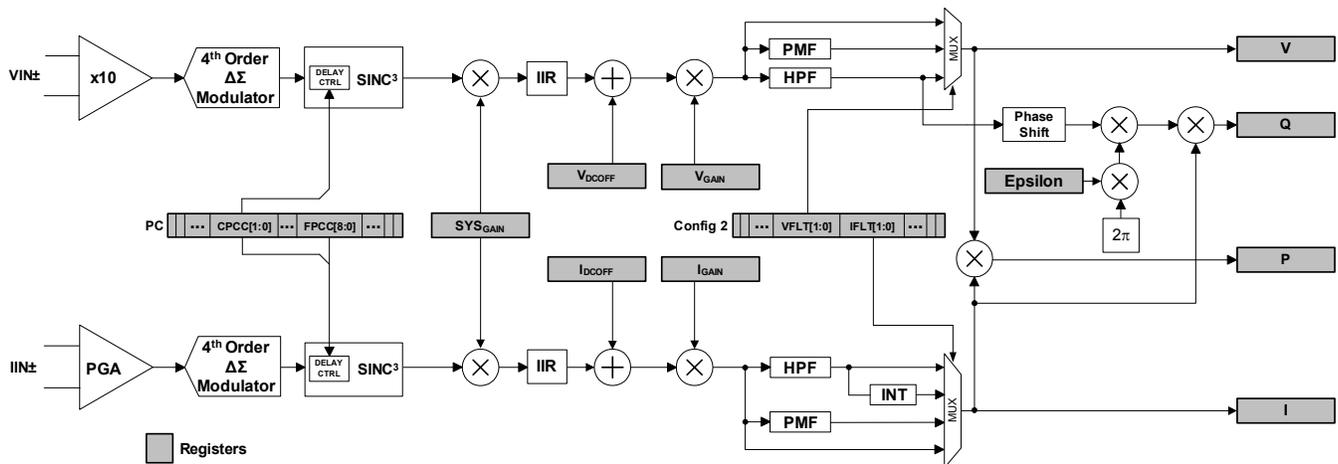 VIN±
x10
4th Order
ΔΣ
Modulator
DELAY
CTRL
SINC3
×
IIR
+
×
PMF
HPF
MUX
V
Phase
Shift
×
×
Q
VDCOFF
VGAIN
Epsilon
×
2π
PC
... CPCC[1:0] ... FPCC[8:0] ...
SYSGAIN
Config 2
... VFLT[1:0] IFLT[1:0] ...
IDCOFF
IGAIN
×
P
IIN±
PGA
4th Order
ΔΣ
Modulator
DELAY
CTRL
SINC3
×
IIR
+
×
HPF
INT
PMF
MUX
I
Registers